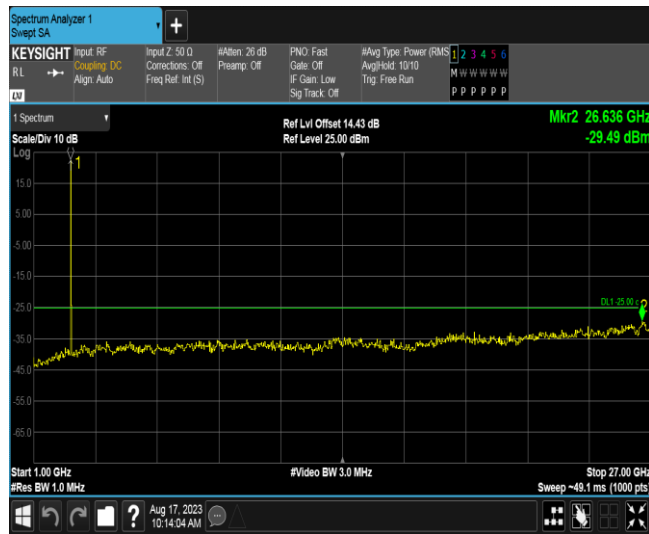 Spectrum Analyzer 1
Swept SA
KEYSIGHT
RL
LXI
Input: RF
Coupling: DC
Align: Auto
Input Z: 50 Ω
Corrections: Off
Freq Ref: Int (S)
#Atten: 26 dB
Preamp: Off
PNO: Fast
Gate: Off
IF Gain: Low
Sig Track: Off
#Avg Type: Power (RMS
Avg|Hold: 10/10
Trig: Free Run
1 2 3 4 5 6
M W W W W W
P P P P P P
1 Spectrum
Scale/Div 10 dB
Log
Ref Lvl Offset 14.43 dB
Ref Level 25.00 dBm
Mkr2 26.636 GHz
-29.49 dBm
1
15.0
5.00
-5.00
-15.0
-25.0
-35.0
-45.0
-55.0
-65.0
DL1 -25.00
Start 1.00 GHz
#Res BW 1.0 MHz
#Video BW 3.0 MHz
Stop 27.00 GHz
Sweep ~49.1 ms (1000 pts
?
Aug 17, 2023
10:14:04 AM